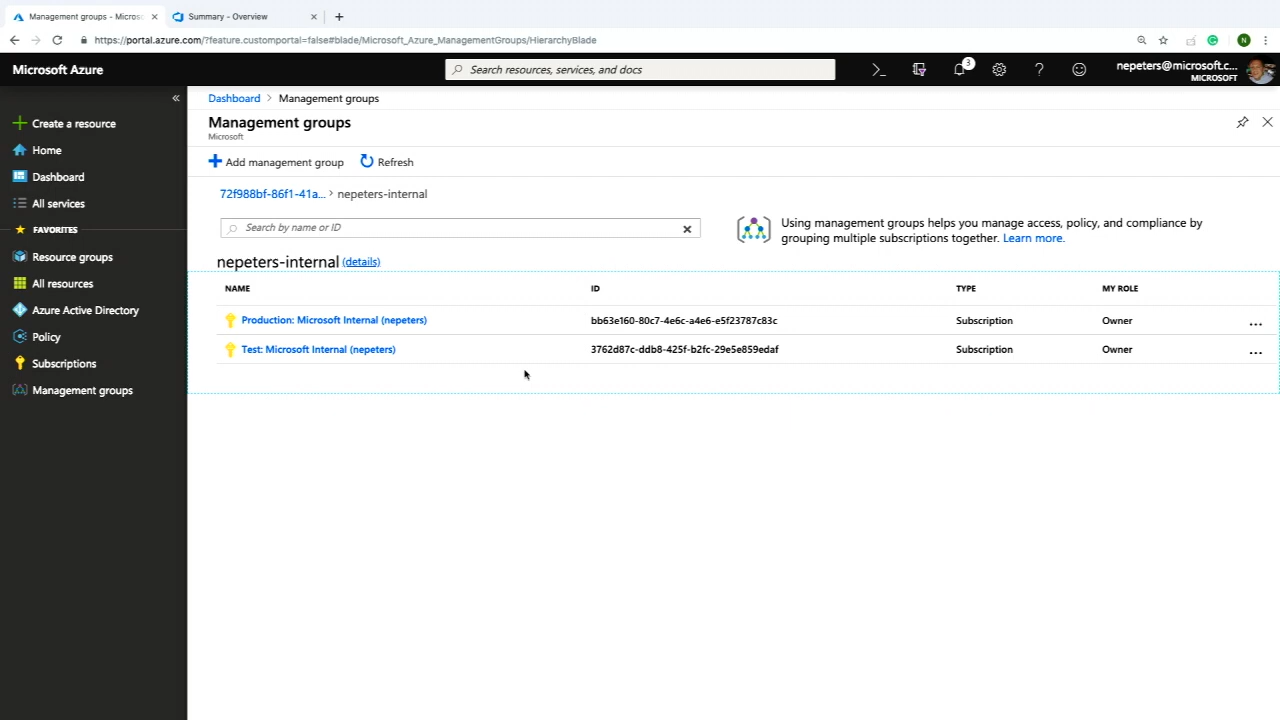 Management groups - Micros
Summary - Overview
https://portal.azure.com/?feature.customportal=false#blade/Microsoft_Azure_ManagementGroups/HierarchyBlade
N
Microsoft Azure
Search resources, services, and docs
3
nepeters@microsoft.c...
MICROSOFT
Create a resource
Home
Dashboard
All services
FAVORITES
Resource groups
All resources
Azure Active Directory
Policy
Subscriptions
Management groups
Dashboard > Management groups
Management groups
Microsoft
Add management group
Refresh
72f988bf-86f1-41a... > nepeters-internal
Search by name or ID
Using management groups helps you manage access, policy, and compliance by
grouping multiple subscriptions together. Learn more.
nepeters-internal (details)
NAME ID TYPE MY ROLE
Production: Microsoft Internal (nepeters) bb63e160-80c7-4e6c-a4e6-e5f23787c83c Subscription Owner ...
Test: Microsoft Internal (nepeters) 3762d87c-ddb8-425f-b2fc-29e5e859edaf Subscription Owner ...